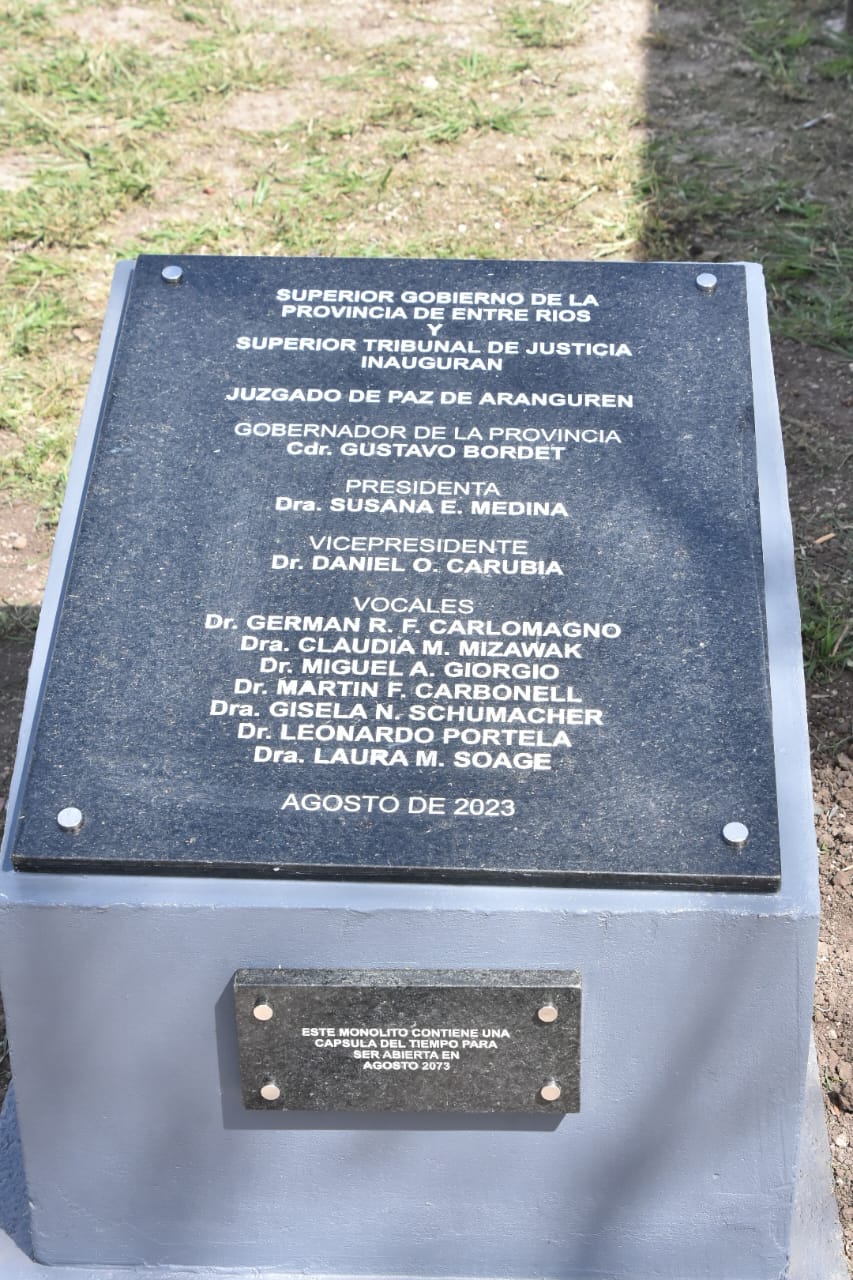 SUPERIOR GOBIERNO DE LA
PROVINCIA DE ENTRE RIOS
Y
SUPERIOR TRIBUNAL DE JUSTICIA
INAUGURAN
JUZGADO DE PAZ DE ARANGUREN
GOBERNADOR DE LA PROVINCIA
Cdr. GUSTAVO BORDET
PRESIDENTA
Dra. SUSANA E. MEDINA
VICEPRESIDENTE
Dr. DANIEL O. CARUBIA
VOCALES
Dr. GERMAN R. F. CARLOMAGNO
Dra. CLAUDIA M. MIZAWAK
Dr. MIGUEL A. GIORGIO
Dr. MARTIN F. CARBONELL
Dra. GISELA N. SCHUMACHER
Dr. LEONARDO PORTELA
Dra. LAURA M. SOAGE
AGOSTO DE 2023
ESTE MONOLITO CONTIENE UNA
CAPSULA DEL TIEMPO PARA
SER ABIERTA EN
AGOSTO 2073